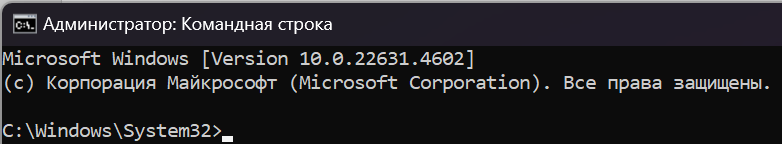 Администратор: Командная строка
Microsoft Windows [Version 10.0.22631.4602]
(c) Корпорация Майкрософт (Microsoft Corporation). Все права защищены.
C:\Windows\System32>